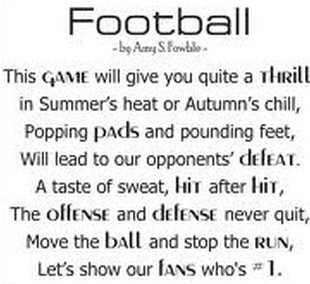 Football
- by Amy S. Fowble -
This GAME will give you quite a THRILL
in Summer's heat or Autumn's chill,
Popping pads and pounding feet,
Will lead to our opponents' DEFEAT.
A taste of sweat, HIT after HIT,
The OFFENSE and DEFENSE never quit,
Move the ball and stop the RUN,
Let's show our FANS who's #1.